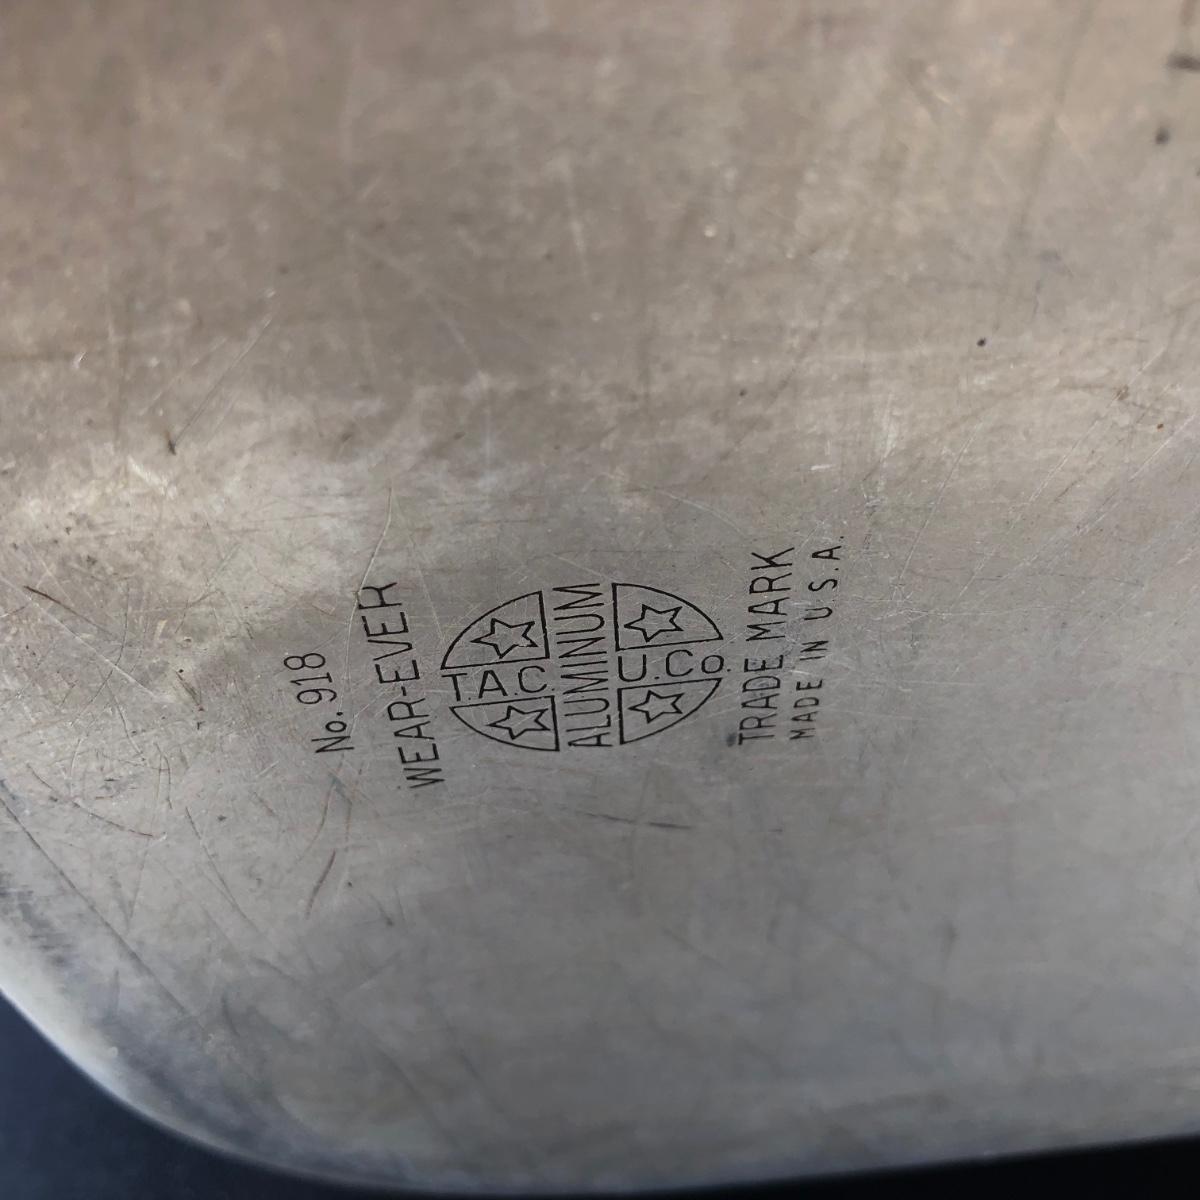 No. 918
WEAR-EVER
T.A.C.
ALUMINUM
U.Co.
TRADE MARK
MADE IN U.S.A.